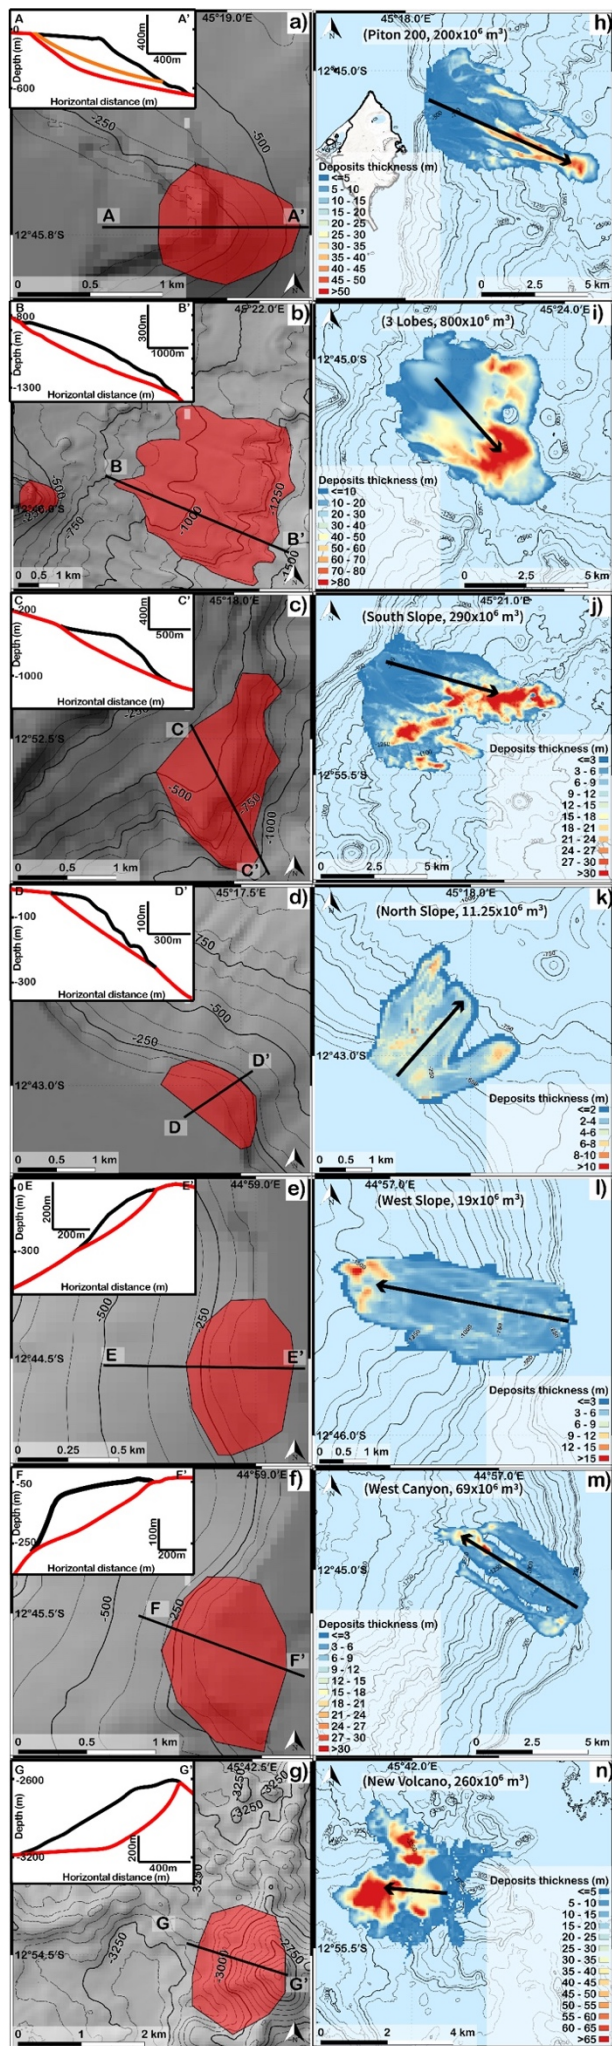 a)
45°19.0'E
A A'
0
-600
Depth (m)
400m
400m
Horizontal distance (m)
-250
-500
A A'
12°45.8'S
0 0.5 1 km
h)
45°18.0'E
(Piton 200, 200x10⁶ m³)
12°45.0'S
Deposits thickness (m)
<=5
5 - 10
10 - 15
15 - 20
20 - 25
25 - 30
30 - 35
35 - 40
40 - 45
45 - 50
>50
0 2.5 5 km
b)
45°22.0'E
B B'
-800
-1300
Depth (m)
300m
1000m
Horizontal distance (m)
-500
-750
-1000
-1250
-1500
B
B'
0 0.5 1 km
i)
45°24.0'E
(3 Lobes, 800x10⁶ m³)
12°45.0'S
Deposits thickness (m)
<=10
10 - 20
20 - 30
30 - 40
40 - 50
50 - 60
60 - 70
70 - 80
>80
0 2.5 5 km
c)
45°18.0'E
C C'
-1000
Depth (m)
400m
500m
Horizontal distance (m)
C
-500
-750
-1000
C'
12°52.5'S
0 0.5 1 km
j)
45°21.0'E
(South Slope, 290x10⁶ m³)
12°55.5'S
Deposits thickness (m)
<=3
3 - 6
6 - 9
9 - 12
12 - 15
15 - 18
18 - 21
21 - 24
24 - 27
27 - 30
>30
0 2.5 5 km
d)
45°17.5'E
D D'
-100
-300
Depth (m)
100m
300m
Horizontal distance (m)
-750
-500
-250
D'
D
12°43.0'S
0 0.5 1 km
k)
45°18.0'E
(North Slope, 11.25x10⁶ m³)
12°43.0'S
Deposits thickness (m)
<=2
2-4
4-6
6-8
8-10
>10
0 0.5 1 km
e)
44°59.0'E
0 E E'
-300
Depth (m)
200m
200m
Horizontal distance (m)
-500
-250
E E'
12°44.5'S
0 0.25 0.5 km
l)
44°57.0'E
(West Slope, 19x10⁶ m³)
12°46.0'S
Deposits thickness (m)
<=3
3 - 6
6 - 9
9 - 12
12 - 15
>15
0 1 2 km
f)
44°59.0'E
F F'
-50
-250
Depth (m)
100m
200m
Horizontal distance (m)
-500
-250
F
F'
12°45.5'S
0 0.5 1 km
m)
44°57.0'E
(West Canyon, 69x10⁶ m³)
12°45.0'S
Deposits thickness (m)
<=3
3 - 6
6 - 9
9 - 12
12 - 15
15 - 18
18 - 21
21 - 24
24 - 27
27 - 30
>30
0 2.5 5 km
g)
45°42.5'E
G G'
-2600
-3200
Depth (m)
200m
400m
Horizontal distance (m)
-3250
-3250
-3250
-3250
-3000
-2750
G
G'
12°54.5'S
0 1 2 km
n)
45°42.0'E
(New Volcano, 260x10⁶ m³)
12°55.5'S
Deposits thickness (m)
<=5
5 - 10
10 - 15
15 - 20
20 - 25
25 - 30
30 - 35
35 - 40
40 - 45
45 - 50
50 - 55
55 - 60
60 - 65
>65
0 2 4 km